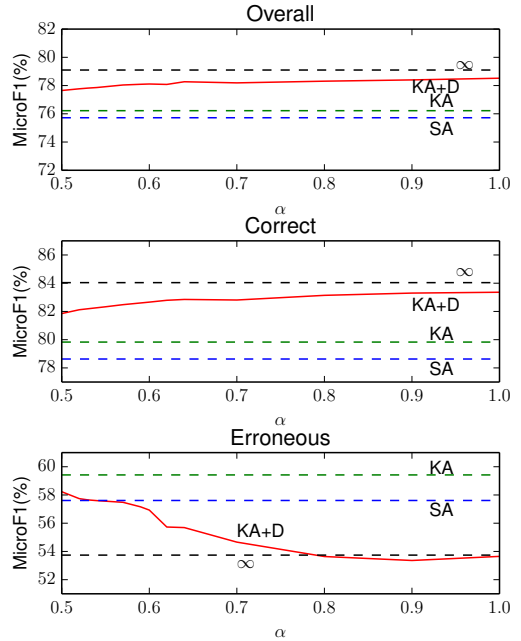 Overall
MicroF1(%)
82
80
78
76
74
72
∞
KA+D
KA
SA
0.5 0.6 0.7 0.8 0.9 1.0
α
Correct
MicroF1(%)
86
84
82
80
78
∞
KA+D
KA
SA
0.5 0.6 0.7 0.8 0.9 1.0
α
Erroneous
MicroF1(%)
60
58
56
54
52
KA
SA
KA+D
∞
0.5 0.6 0.7 0.8 0.9 1.0
α